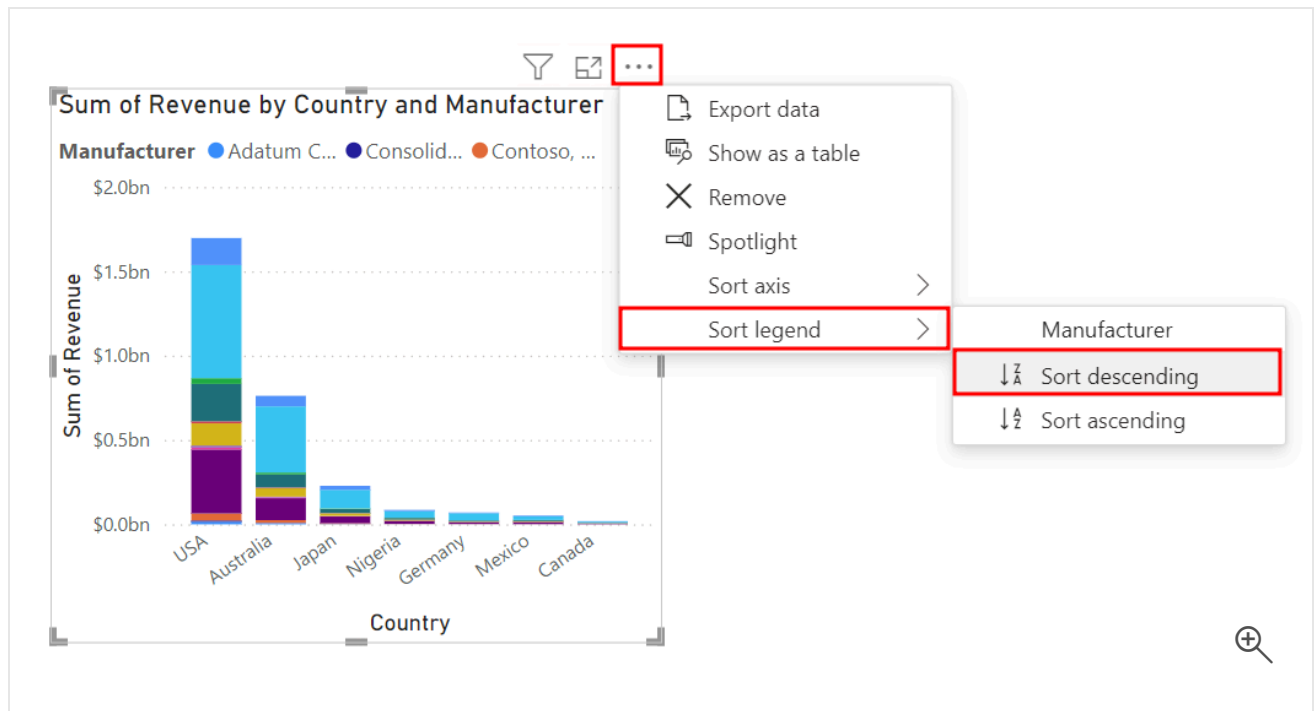 Sum of Revenue by Country and Manufacturer
Manufacturer Adatum C... Consolid... Contoso, ...
$2.0bn
$1.5bn
$1.0bn
$0.5bn
$0.0bn
Sum of Revenue
USA
Australia
Japan
Nigeria
Germany
Mexico
Canada
Country
Export data
Show as a table
Remove
Spotlight
Sort axis
Sort legend
Manufacturer
Sort descending
Sort ascending